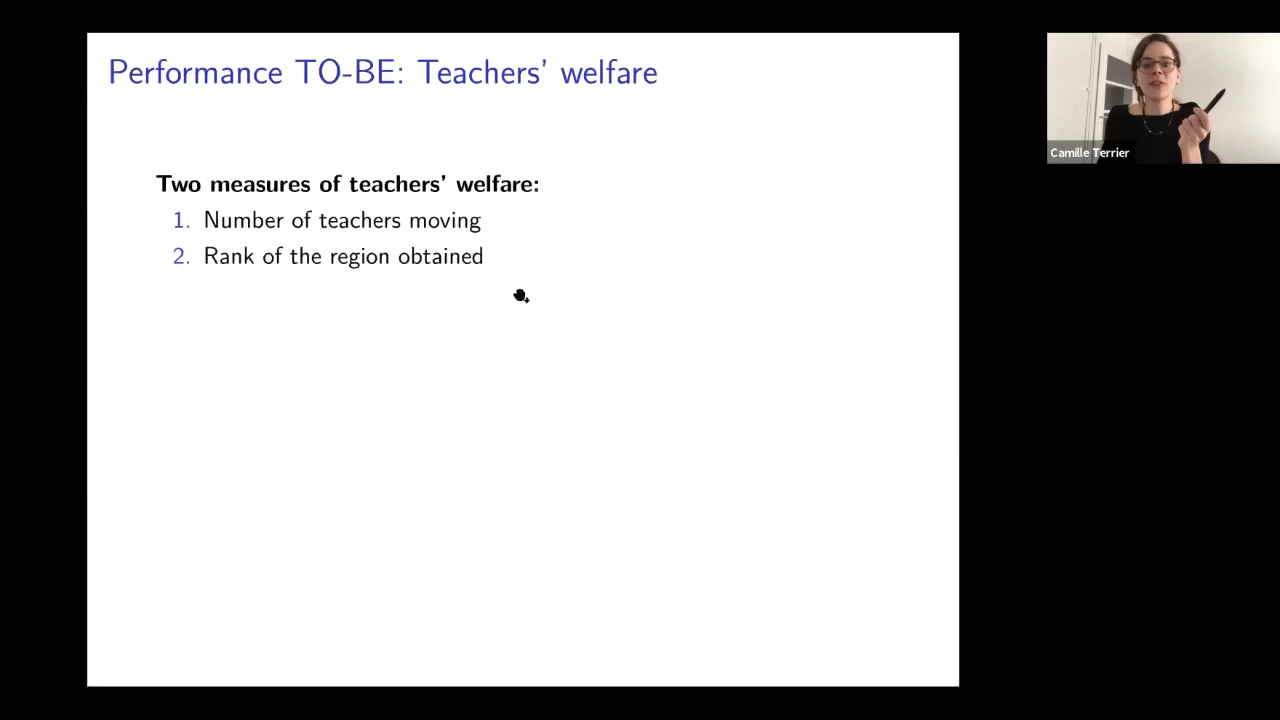 Performance TO-BE: Teachers' welfare
Two measures of teachers' welfare:
1. Number of teachers moving
2. Rank of the region obtained
Camille Terrier